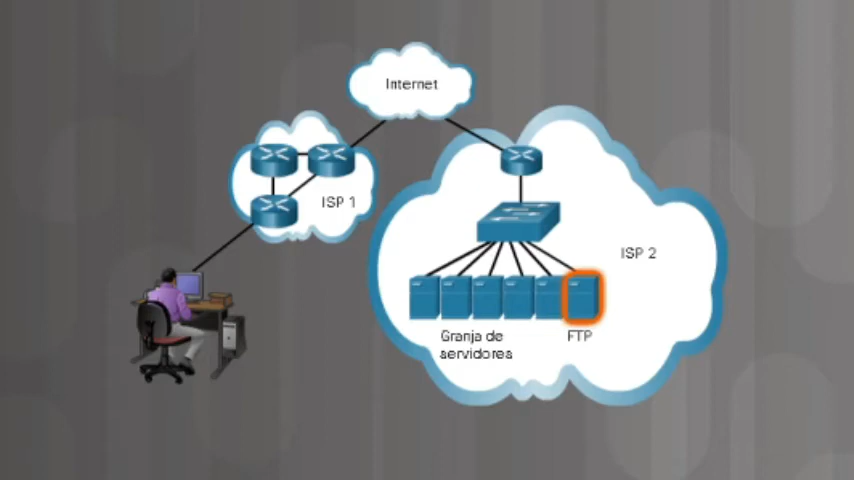 Internet
ISP 1
ISP 2
Granja de
servidores
FTP